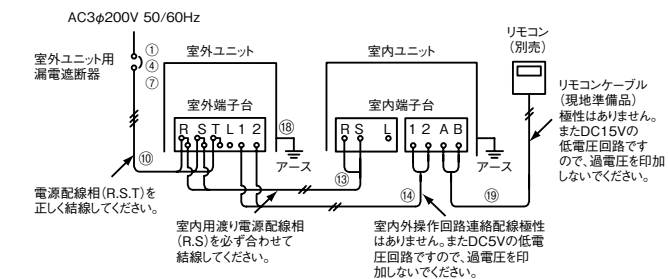 AC3φ200V 50/60Hz
室外ユニット用
漏電遮断器
①
④
⑦
室外ユニット
室内ユニット
リモコン
(別売)
室外端子台
室内端子台
R S T L 1 2
⑱
アース
R S L
1 2 A B
アース
リモコンケーブル
(現地準備品)
極性はありません。
またDC15Vの
低電圧回路です
ので、過電圧を印加
しないでください。
⑩
⑬
⑭
⑲
電源配線相(R.S.T)を
正しく結線してください。
室内用渡り電源配線相
(R.S)を必ず合わせて
結線してください。
室内外操作回路連絡配線極性
はありません。またDC5Vの低電
圧回路ですので、過電圧を印
加しないでください。